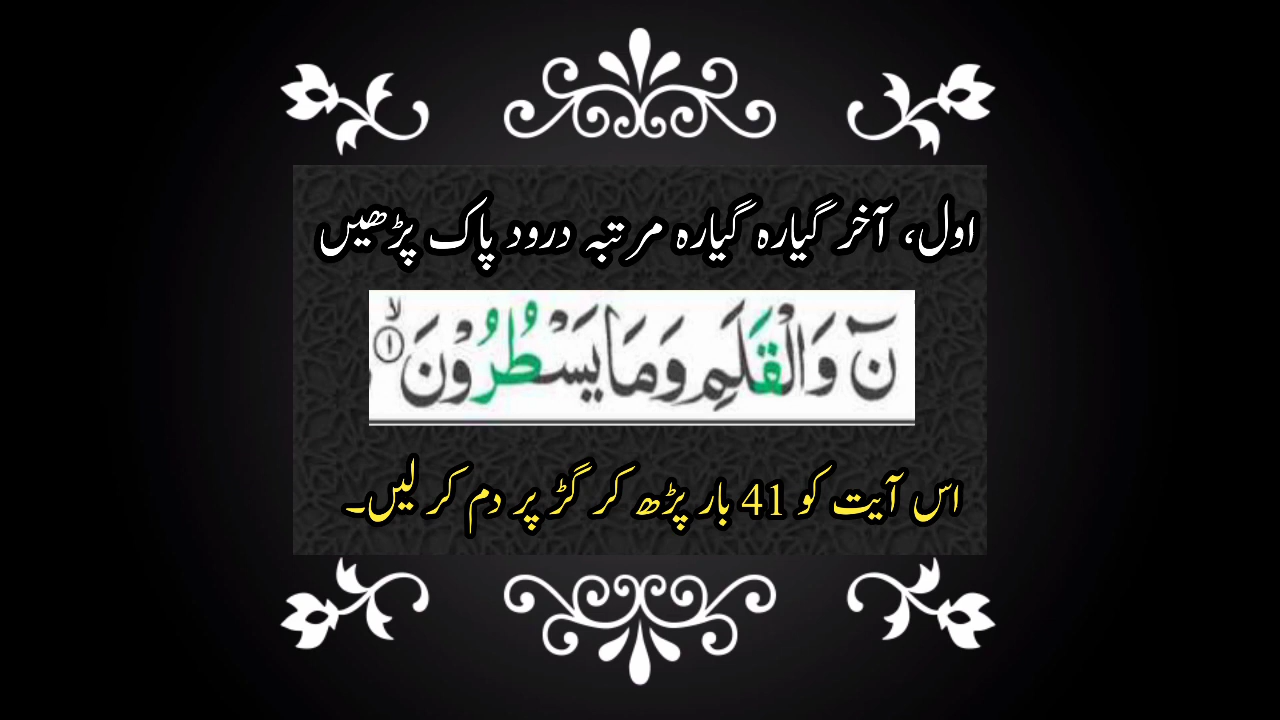 اول، آخر گیارہ گیارہ مرتبہ درود پاک پڑھیں
نٓ وَالْقَلَمِ وَمَا يَسْطُرُوْنَ ۙ﴿۱﴾
اس آیت کو 41 بار پڑھ کر گڑ پر دم کر لیں۔